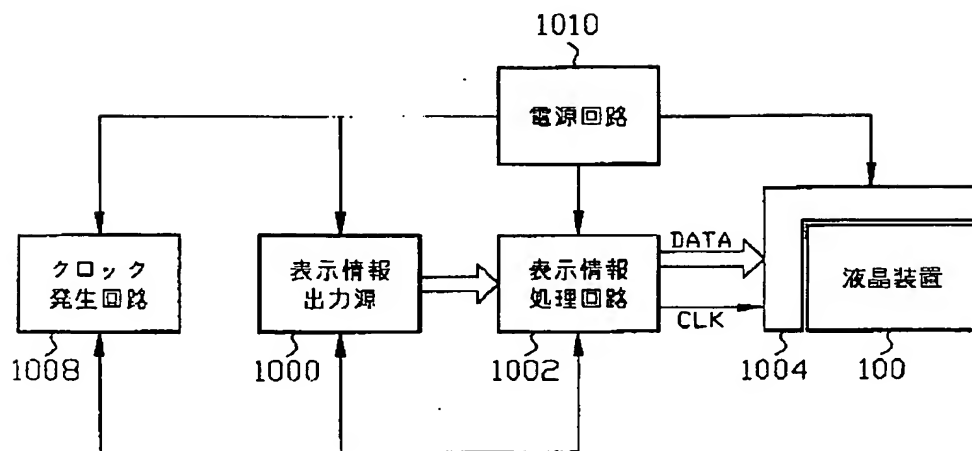 1010
電源回路
クロック
発生回路
1008
表示情報
出力源
1000
表示情報
処理回路
1002
DATA
CLK
1004
液晶装置
100